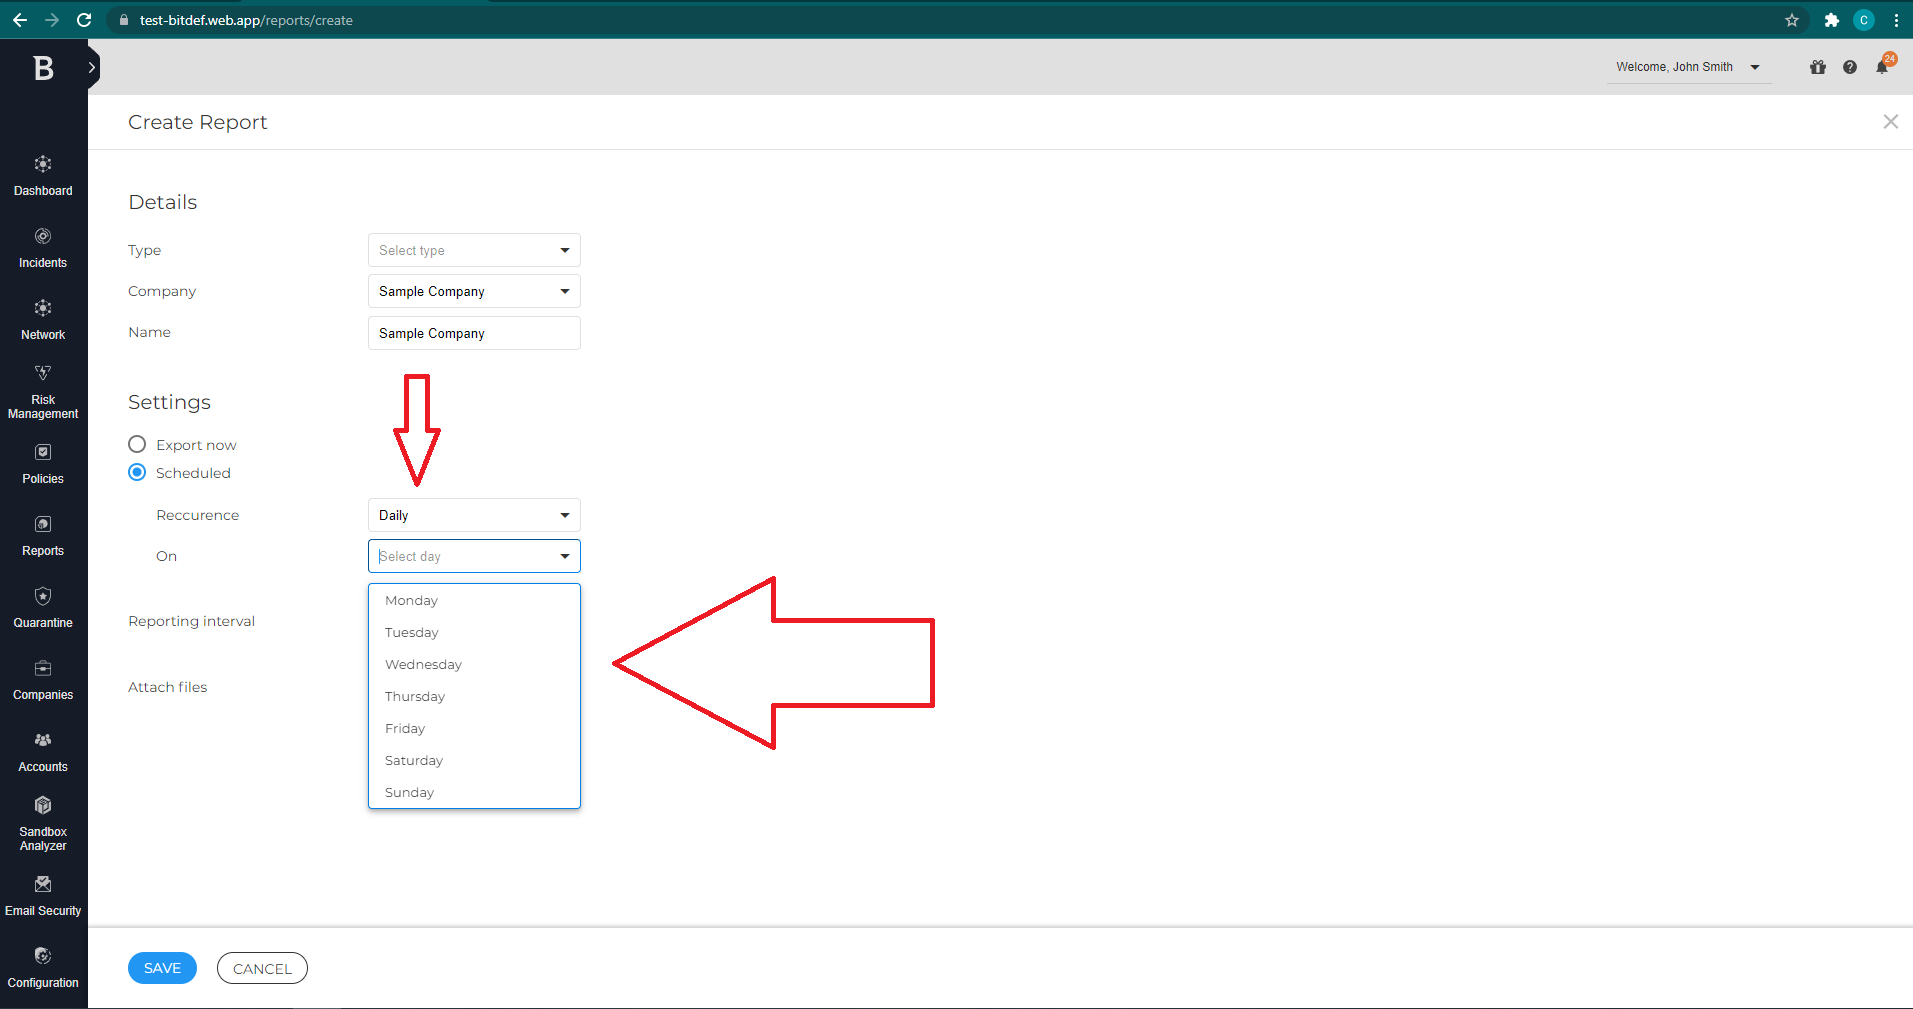 test-bitdef.web.app/reports/create
C
B
Welcome, John Smith
24
Create Report
Dashboard
Incidents
Network
Risk
Management
Policies
Reports
Quarantine
Companies
Accounts
Sandbox
Analyzer
Email Security
Configuration
Details
Type
Select type
Company
Sample Company
Name
Sample Company
Settings
Export now
Scheduled
Reccurence
Daily
On
Select day
Monday
Tuesday
Wednesday
Thursday
Friday
Saturday
Sunday
Reporting interval
Attach files
SAVE
CANCEL